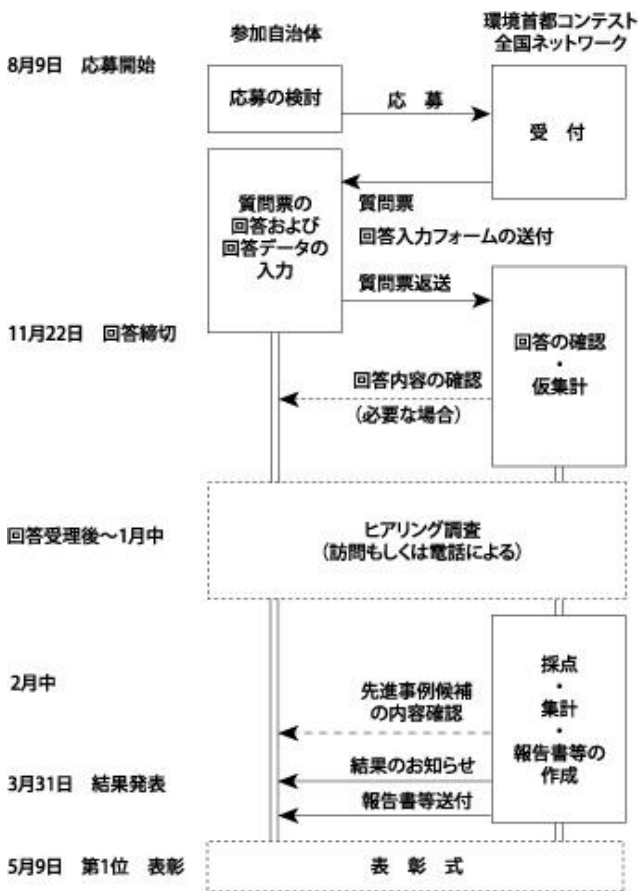 参加自治体
環境首都コンテスト
全国ネットワーク
8月9日　応募開始
応募の検討
応　募
受　付
質問票の
回答および
回答データの
入力
質問票
回答入力フォームの送付
質問票返送
11月22日　回答締切
回答の確認
・
仮集計
回答内容の確認
（必要な場合）
回答受理後～1月中
ヒアリング調査
（訪問もしくは電話による）
2月中
先進事例候補
の内容確認
採点
・
集計
・
報告書等の
作成
3月31日　結果発表
結果のお知らせ
報告書等送付
5月9日　第1位　表彰
表　彰　式